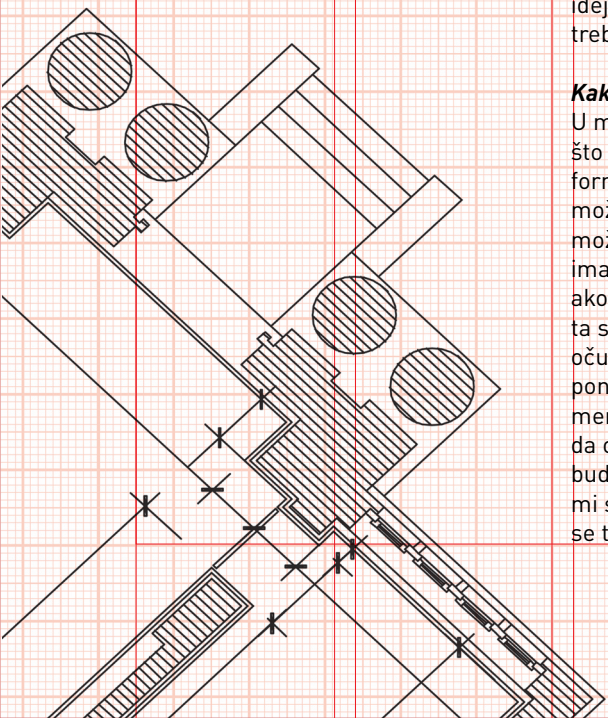 idej
treb
Kak
U m
što
form
mož
mož
ima
ako
ta s
oču
pon
mer
da o
bud
mi s
se t